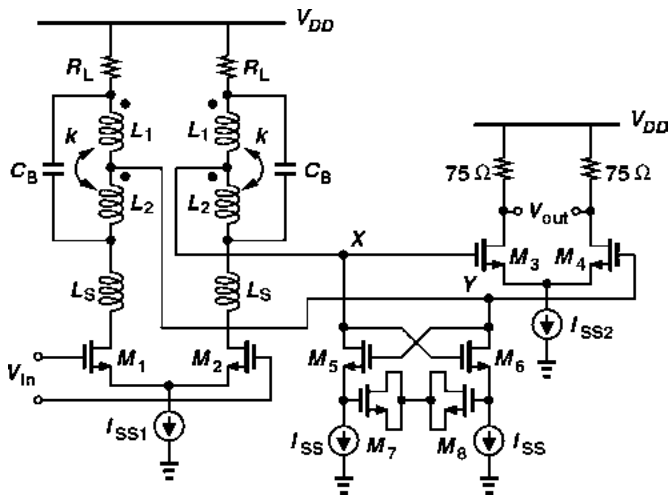 V_DD
R_L R_L
C_B k L_1 L_1 k C_B
L_2 L_2
L_S L_S
V_in M_1 M_2
I_SS1
V_DD
75 Ω 75 Ω
V_out
X M_3 M_4
Y
I_SS2
M_5 M_6
I_SS M_7 M_8 I_SS